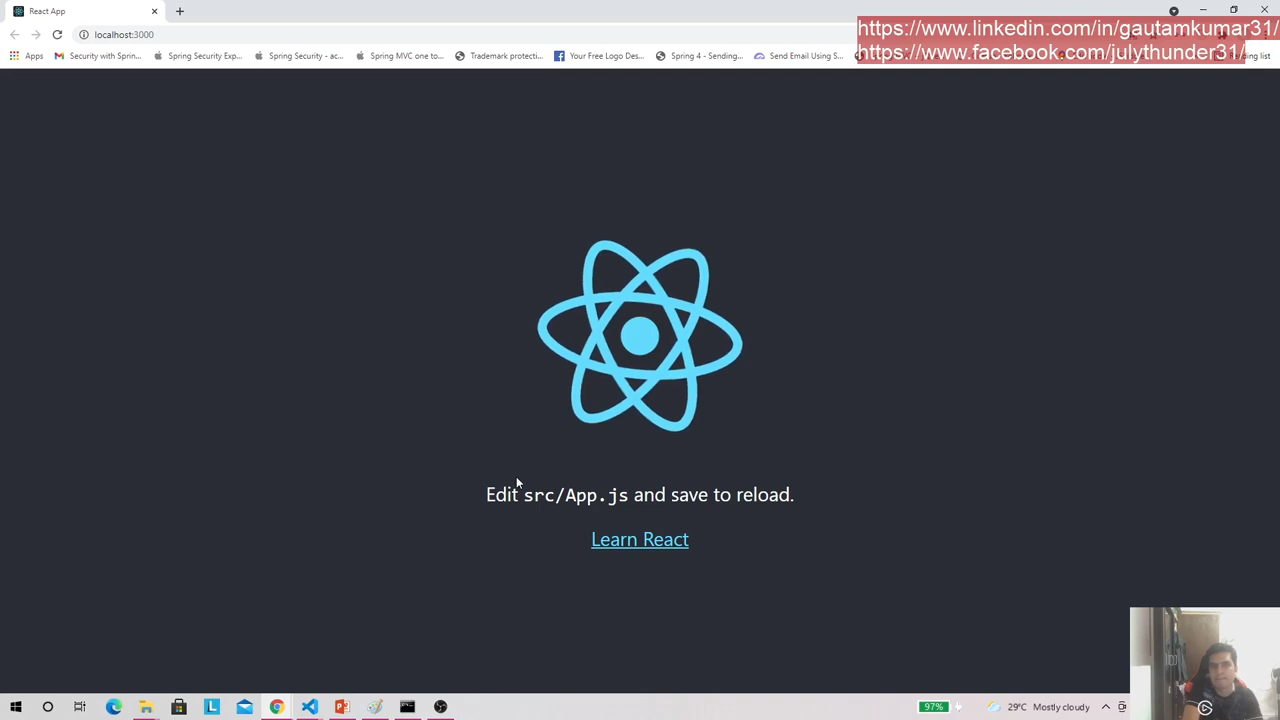 React App
localhost:3000
https://www.linkedin.com/in/gautamkumar31/
https://www.facebook.com/julythunder31/
Apps
Security with Sprin...
Spring Security Exp...
Spring Security - ac...
Spring MVC one to...
Trademark protecti...
Your Free Logo Des...
Spring 4 - Sending...
Send Email Using S...
Edit src/App.js and save to reload.
Learn React
97%
29°C Mostly cloudy